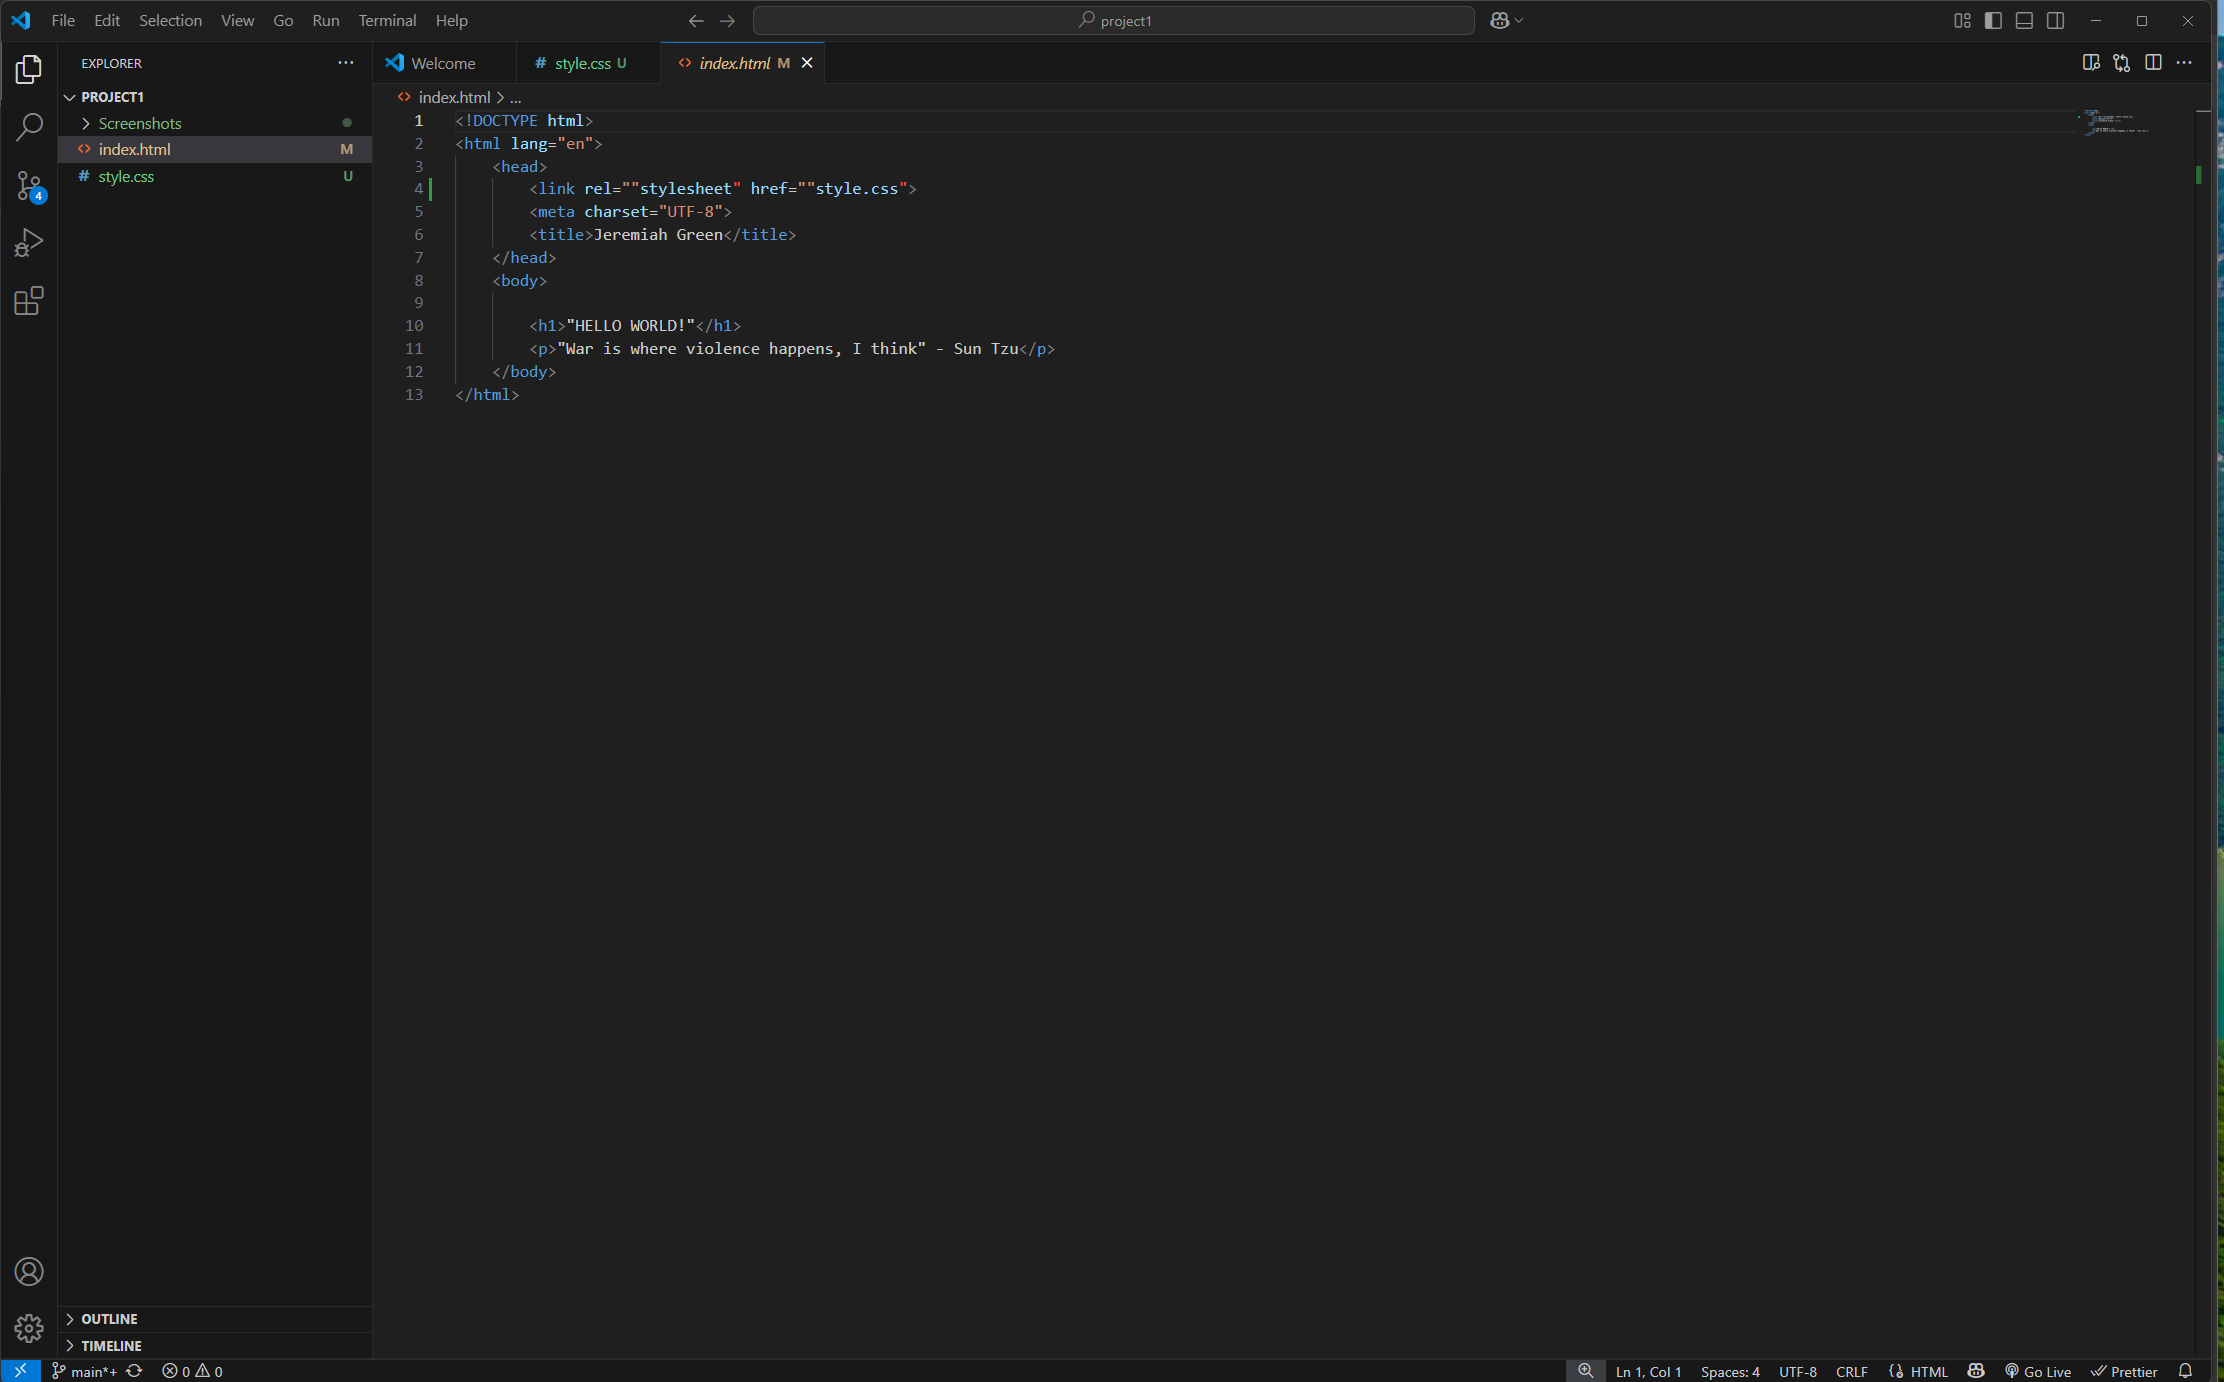 File Edit Selection View Go Run Terminal Help
project1
EXPLORER
PROJECT1
Screenshots
index.html M
style.css U
4
Welcome
# style.css U
<> index.html M
<> index.html > ...
1 <!DOCTYPE html>
2 <html lang="en">
3 <head>
4 <link rel=""stylesheet" href=""style.css">
5 <meta charset="UTF-8">
6 <title>Jeremiah Green</title>
7 </head>
8 <body>
9
10 <h1>"HELLO WORLD!"</h1>
11 <p>"War is where violence happens, I think" - Sun Tzu</p>
12 </body>
13 </html>
OUTLINE
TIMELINE
main*+ 0 0
Ln 1, Col 1 Spaces: 4 UTF-8 CRLF {} HTML Go Live Prettier